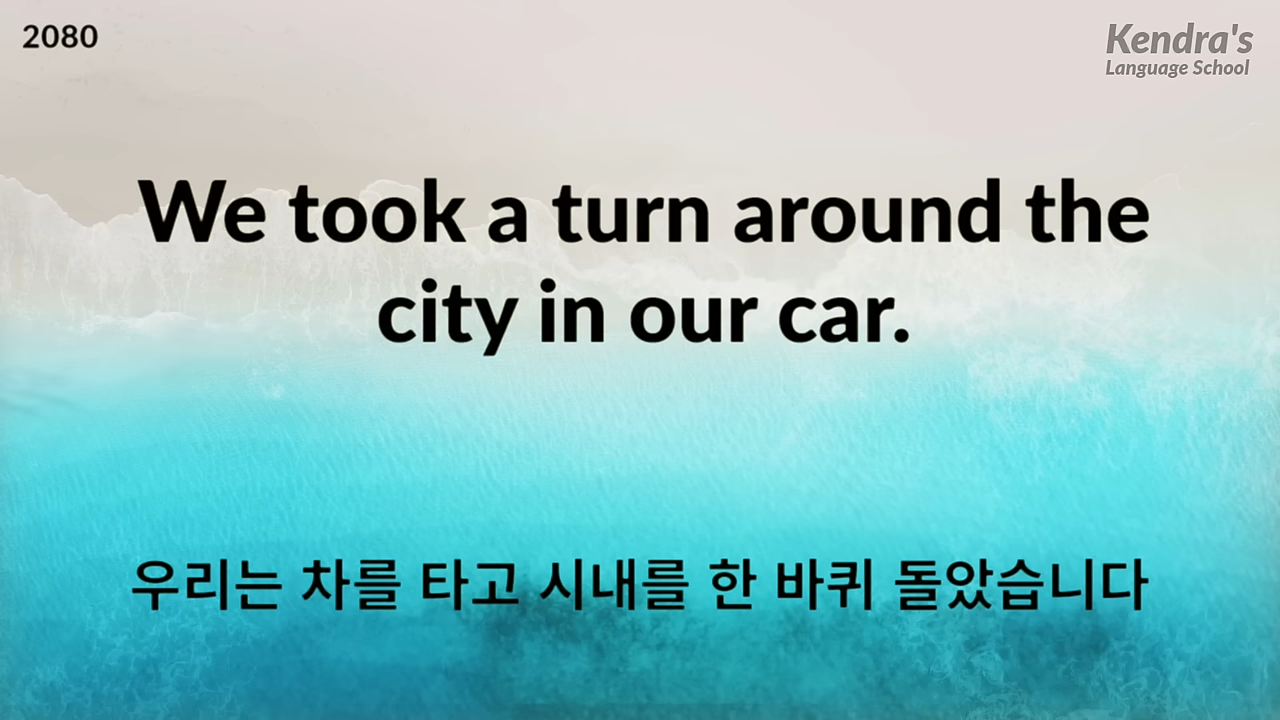 2080
Kendra's
Language School
We took a turn around the
city in our car.
우리는 차를 타고 시내를 한 바퀴 돌았습니다